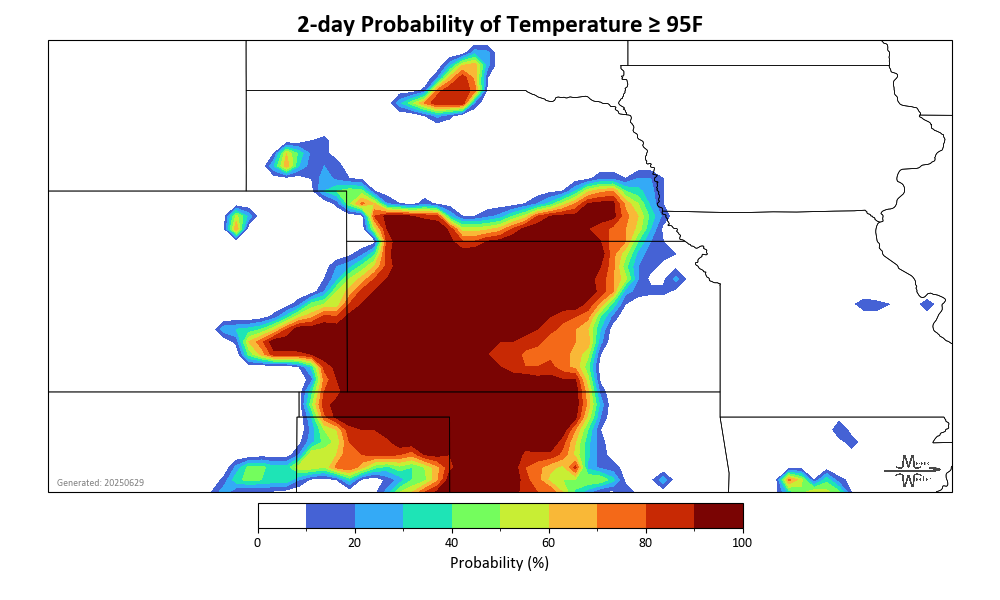 2-day Probability of Temperature ≥ 95F
Generated: 20250629
0 20 40 60 80 100
Probability (%)